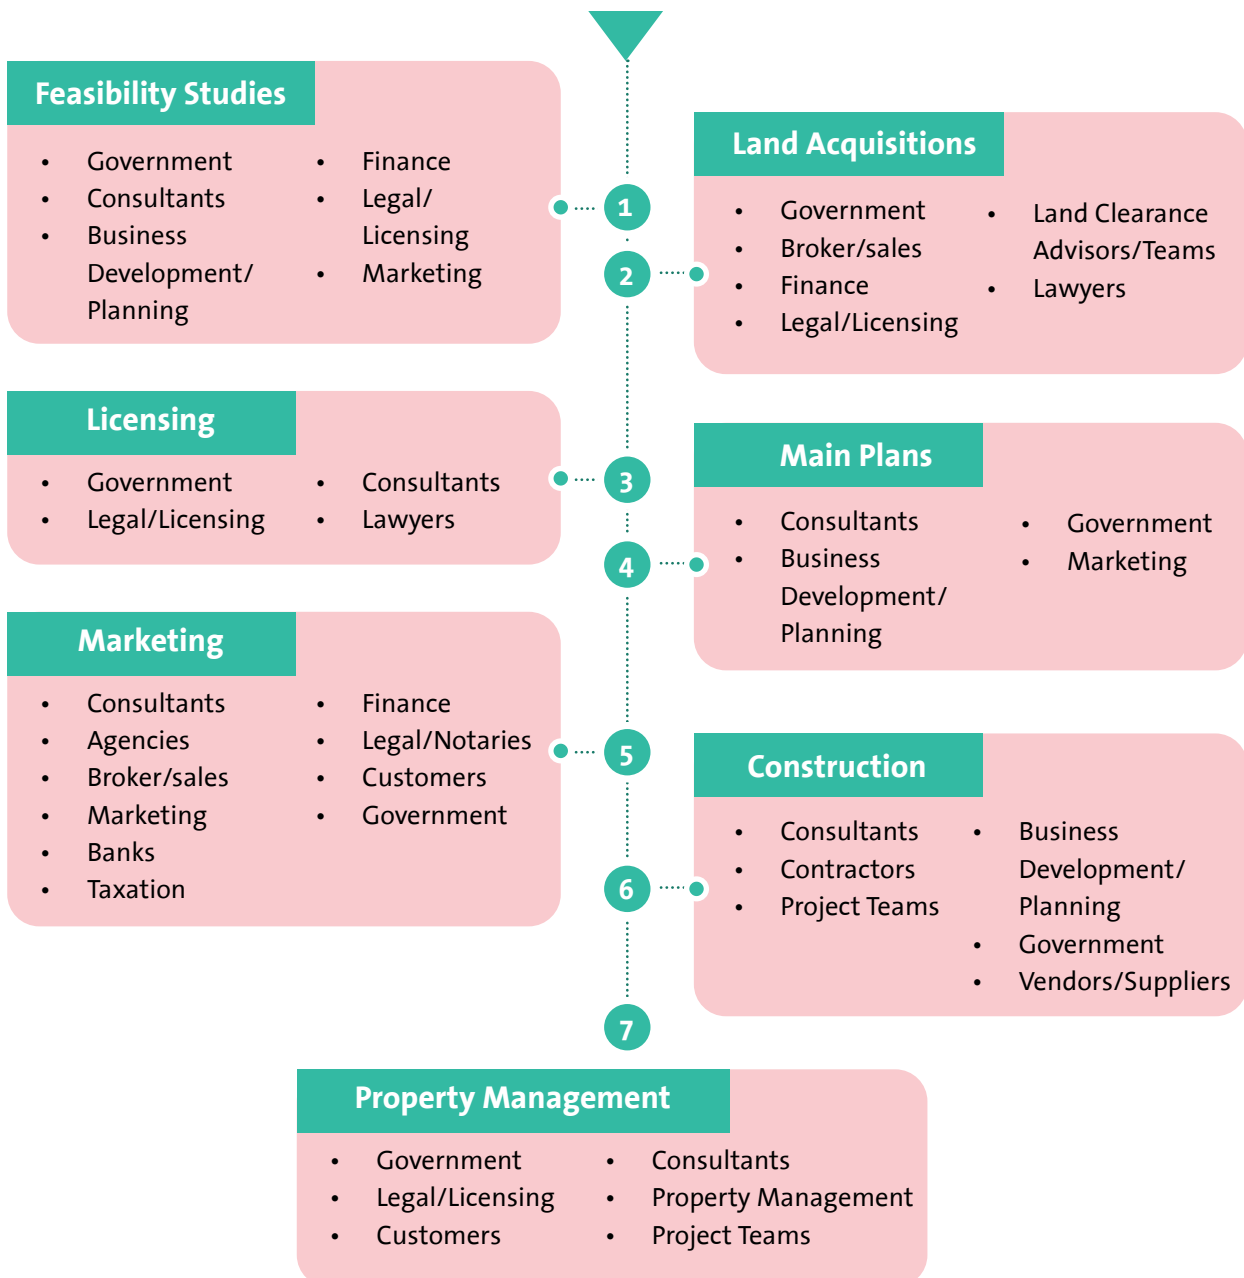 Feasibility Studies
• Government
• Consultants
• Business
Development/
Planning
• Finance
• Legal/
Licensing
• Marketing
1
Land Acquisitions
• Government
• Broker/sales
• Finance
• Legal/Licensing
• Land Clearance
Advisors/Teams
• Lawyers
2
Licensing
• Government
• Legal/Licensing
• Consultants
• Lawyers
3
Main Plans
• Consultants
• Business
Development/
Planning
• Government
• Marketing
4
Marketing
• Consultants
• Agencies
• Broker/sales
• Marketing
• Banks
• Taxation
• Finance
• Legal/Notaries
• Customers
• Government
5
Construction
• Consultants
• Contractors
• Project Teams
• Business
Development/
Planning
• Government
• Vendors/Suppliers
6
7
Property Management
• Government
• Legal/Licensing
• Customers
• Consultants
• Property Management
• Project Teams